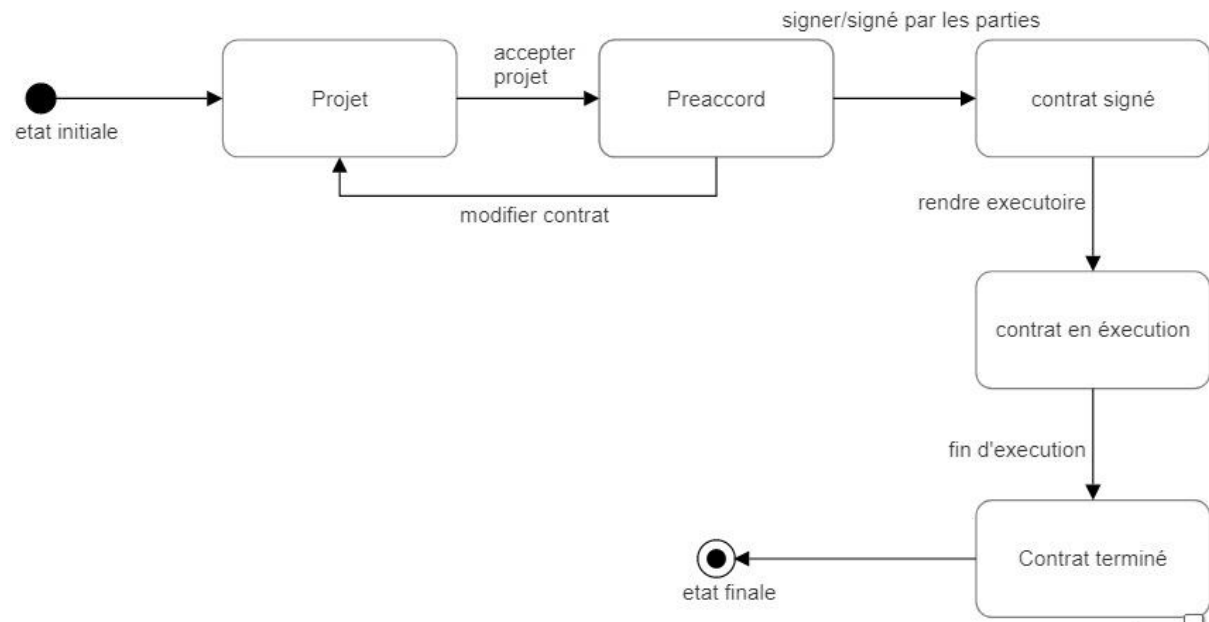 signer/signé par les parties
accepter
projet
Projet
Preaccord
contrat signé
etat initiale
modifier contrat
rendre executoire
contrat en éxecution
fin d'execution
Contrat terminé
etat finale